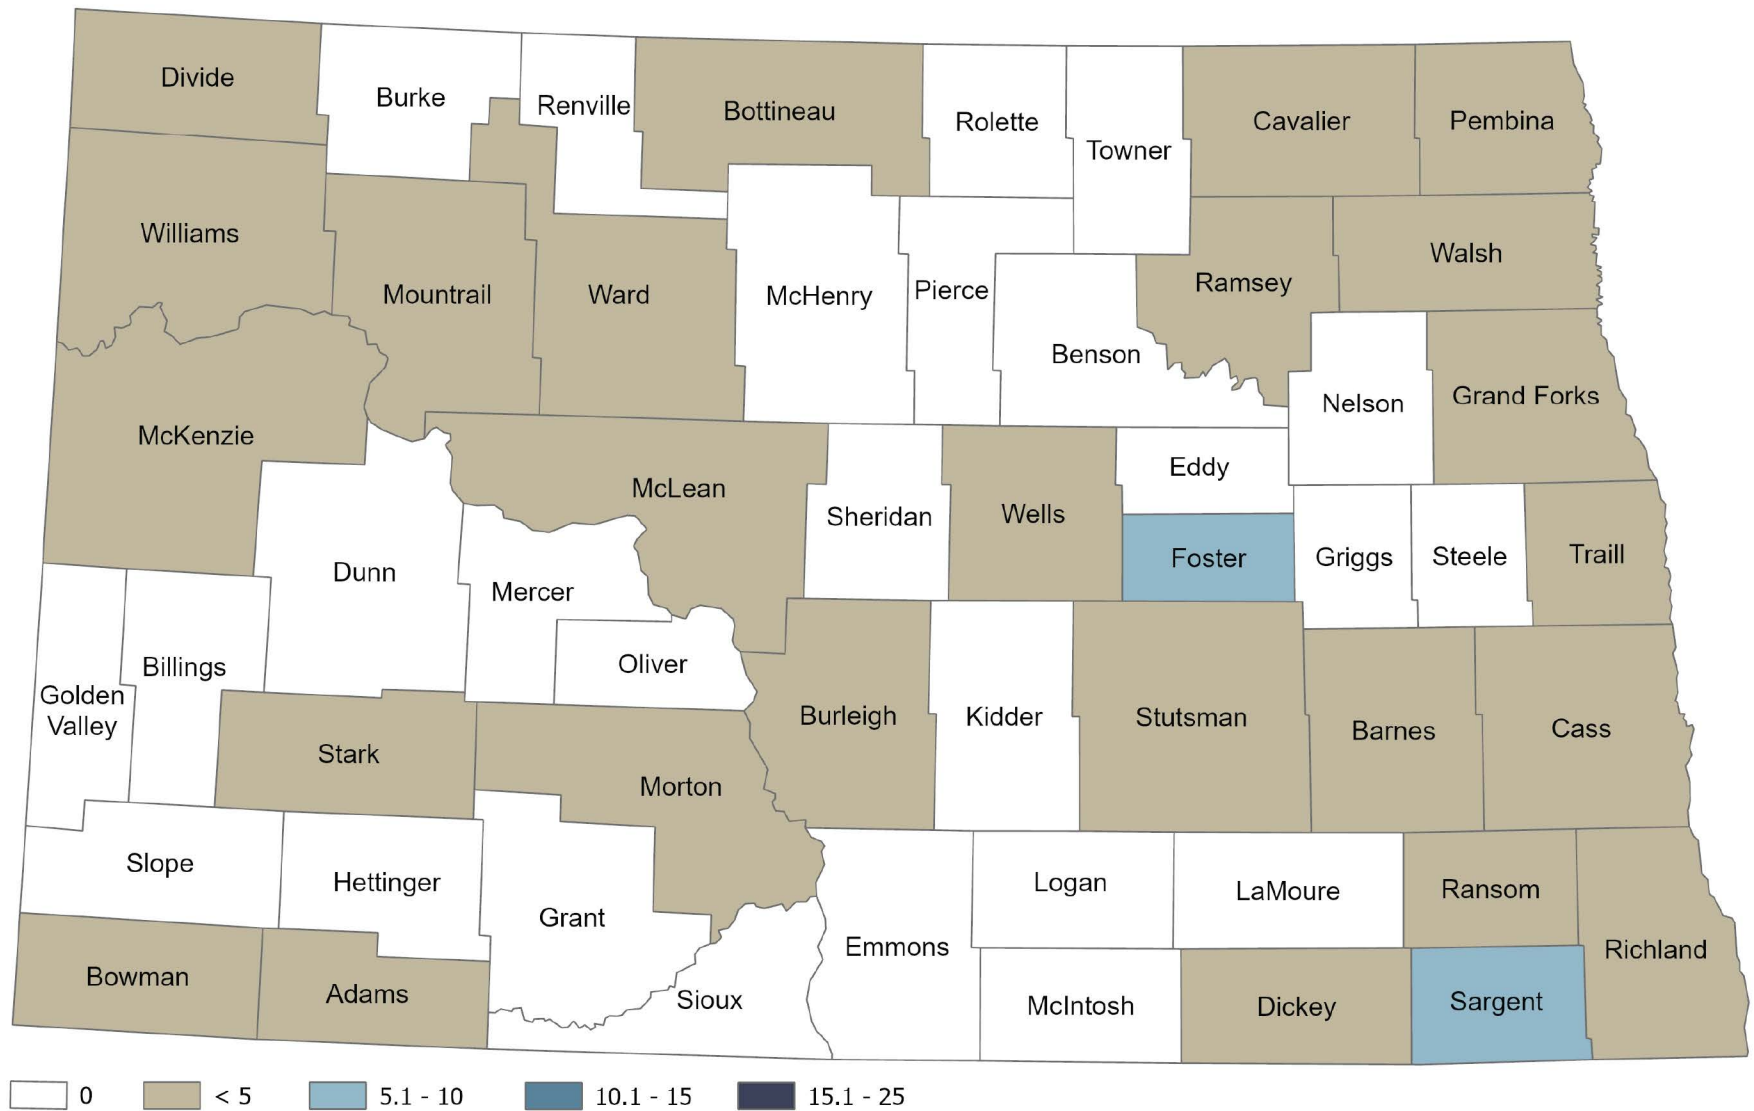 Divide
Burke
Renville
Bottineau
Rolette
Towner
Cavalier
Pembina
Williams
Mountrail
Ward
McHenry
Pierce
Benson
Ramsey
Walsh
McKenzie
Nelson
Grand Forks
McLean
Sheridan
Wells
Eddy
Foster
Griggs
Steele
Traill
Dunn
Mercer
Oliver
Golden
Valley
Billings
Stark
Morton
Burleigh
Kidder
Stutsman
Barnes
Cass
Slope
Hettinger
Grant
Emmons
Logan
LaMoure
Ransom
Richland
Bowman
Adams
Sioux
McIntosh
Dickey
Sargent
0 < 5 5.1 - 10 10.1 - 15 15.1 - 25